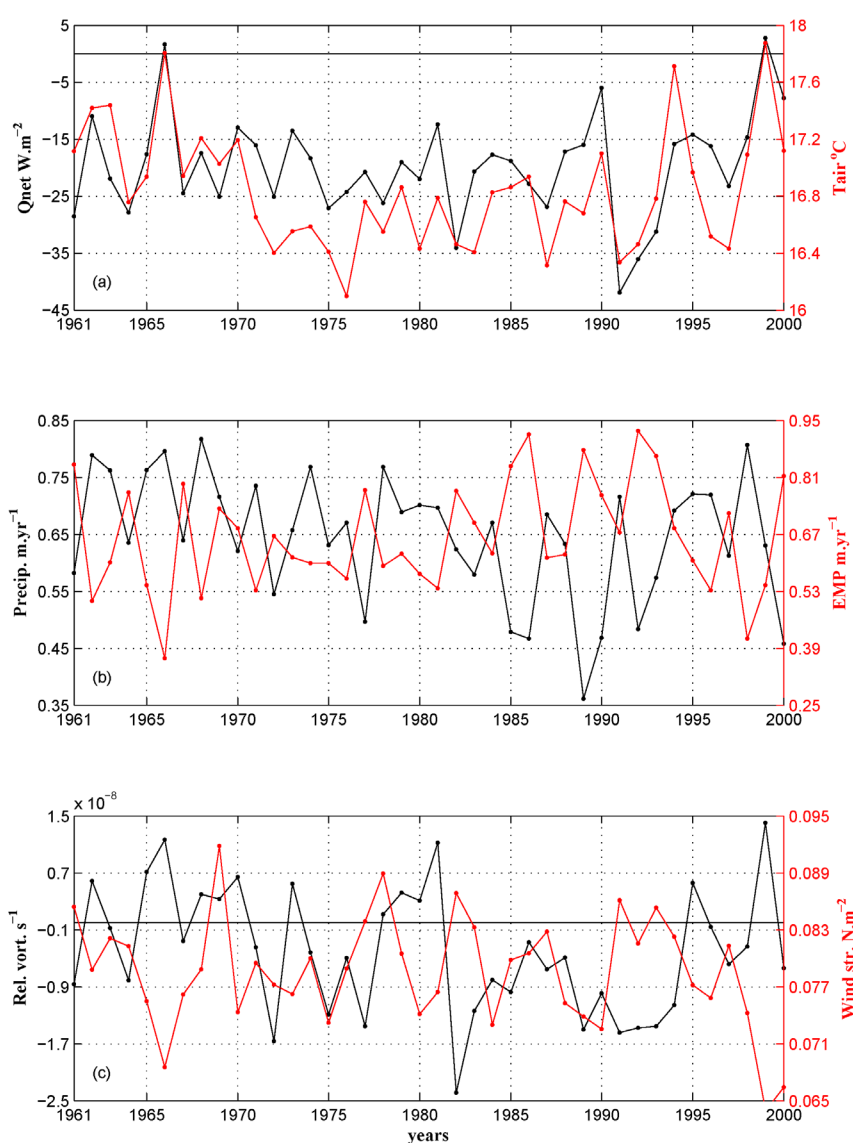 5
−5
−15
−25
−35
−45
Qnet W.m−2
18
17.6
17.2
16.8
16.4
16
Tair oC
(a)
1961 1965 1970 1975 1980 1985 1990 1995 2000
0.85
0.75
0.65
0.55
0.45
0.35
Precip. m.yr−1
0.95
0.81
0.67
0.53
0.39
0.25
EMP m.yr−1
(b)
1961 1965 1970 1975 1980 1985 1990 1995 2000
x 10−8
1.5
0.7
−0.1
−0.9
−1.7
−2.5
Rel. vort. s−1
0.095
0.089
0.083
0.077
0.071
0.065
Wind str. N.m−2
(c)
1961 1965 1970 1975 1980 1985 1990 1995 2000
years